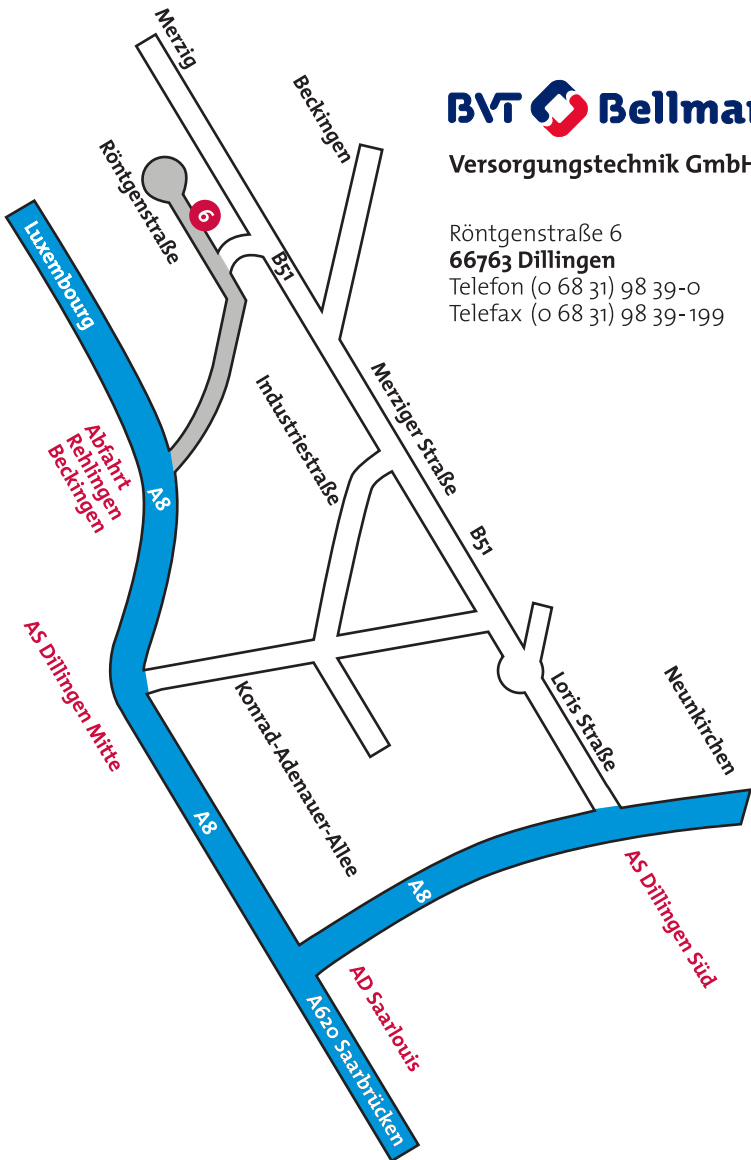 Merzig
Beckingen
BVT Bellma
Versorgungstechnik GmbH
Röntgenstraße
6
Röntgenstraße 6
66763 Dillingen
Telefon (0 68 31) 98 39-0
Telefax (0 68 31) 98 39-199
Luxembourg
B51
Industriestraße
Merziger Straße
Abfahrt
Rehlingen
Beckingen
A8
B51
AS Dillingen Mitte
Konrad-Adenauer-Allee
Loris Straße
Neunkirchen
A8
A8
AS Dillingen Süd
AD Saarlouis
A620 Saarbrücken